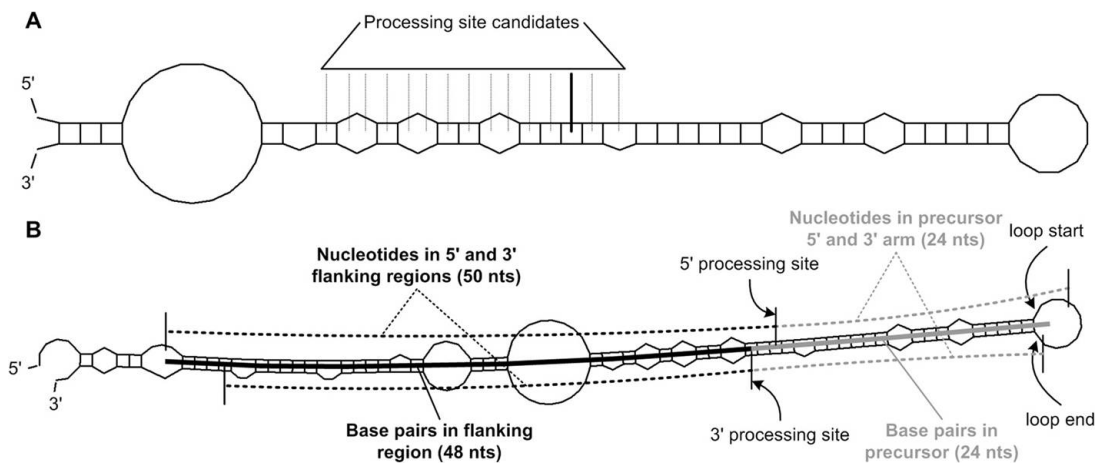 A
Processing site candidates
5'
3'
B
Nucleotides in 5' and 3'
flanking regions (50 nts)
Nucleotides in precursor
5' and 3' arm (24 nts)
loop start
5' processing site
5'
3'
Base pairs in flanking
region (48 nts)
3' processing site
Base pairs in
precursor (24 nts)
loop end